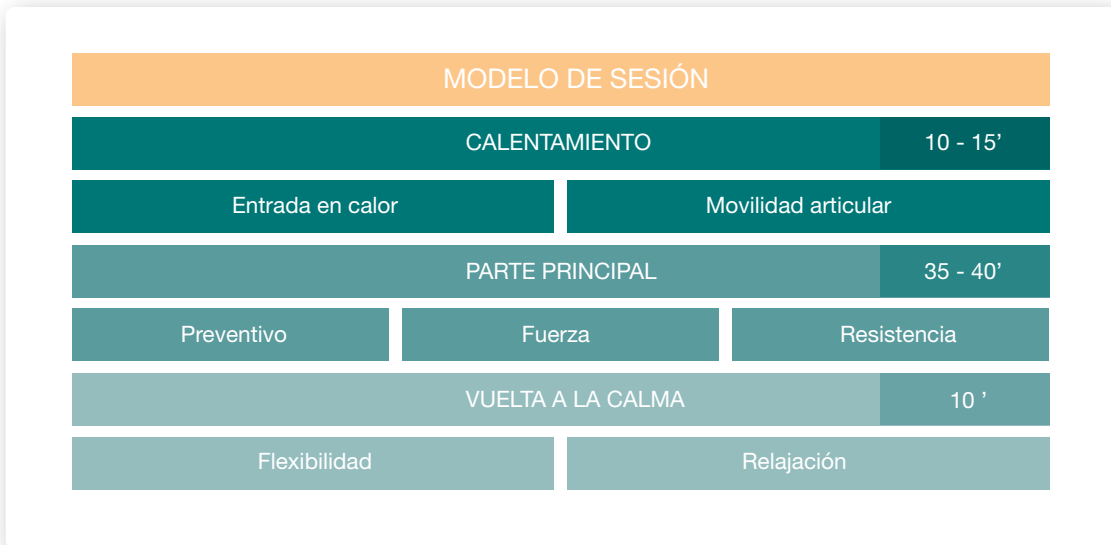 MODELO DE SESIÓN
CALENTAMIENTO 10 - 15’
Entrada en calor Movilidad articular
PARTE PRINCIPAL 35 - 40’
Preventivo Fuerza Resistencia
VUELTA A LA CALMA 10 ’
Flexibilidad Relajación